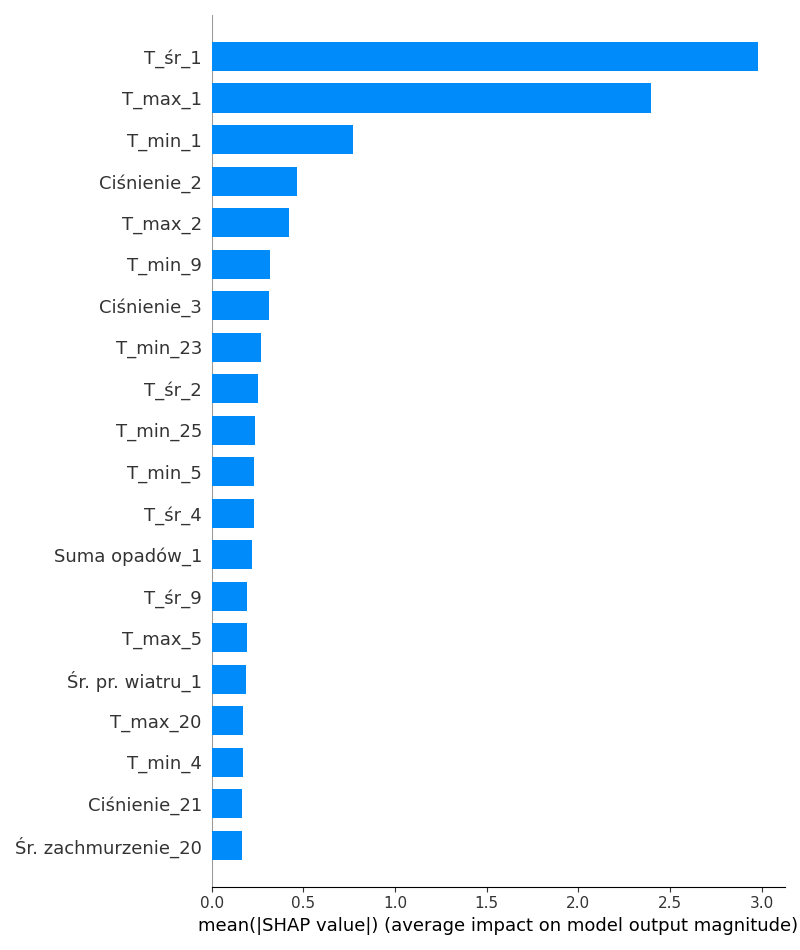 T_śr_1
T_max_1
T_min_1
Ciśnienie_2
T_max_2
T_min_9
Ciśnienie_3
T_min_23
T_śr_2
T_min_25
T_min_5
T_śr_4
Suma opadów_1
T_śr_9
T_max_5
Śr. pr. wiatru_1
T_max_20
T_min_4
Ciśnienie_21
Śr. zachmurzenie_20
0.0 0.5 1.0 1.5 2.0 2.5 3.0
mean(|SHAP value|) (average impact on model output magnitude)